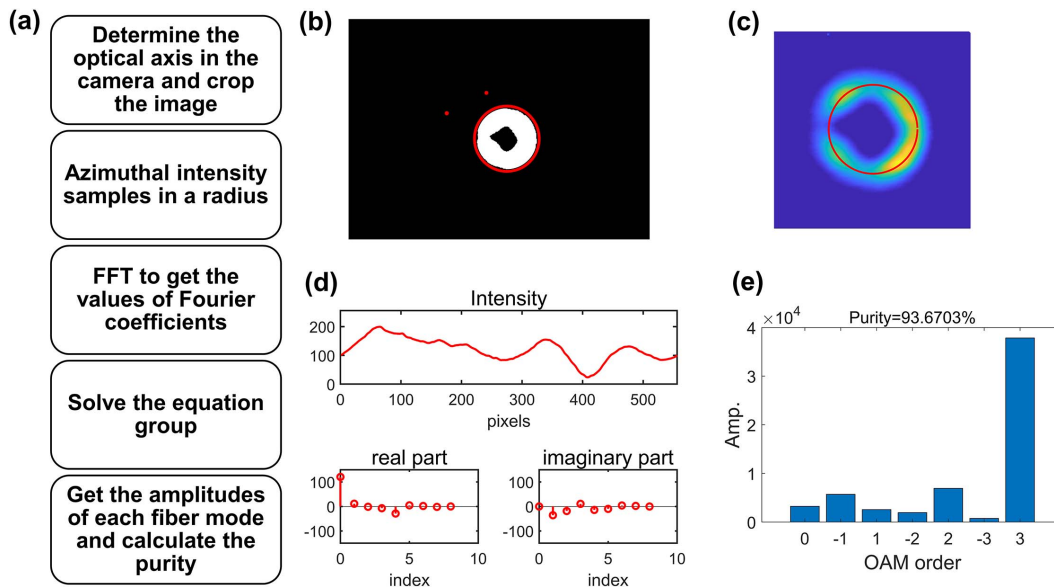 (a)
Determine the
optical axis in the
camera and crop
the image
Azimuthal intensity
samples in a radius
FFT to get the
values of Fourier
coefficients
Solve the equation
group
Get the amplitudes
of each fiber mode
and calculate the
purity
(b)
(c)
(d)
Intensity
200
100
0
0 100 200 300 400 500
pixels
real part
100
0
-100
0 5 10
index
imaginary part
100
0
-100
0 5 10
index
(e)
×10⁴
Purity=93.6703%
4
3
2
1
0
Amp.
0 -1 1 -2 2 -3 3
OAM order